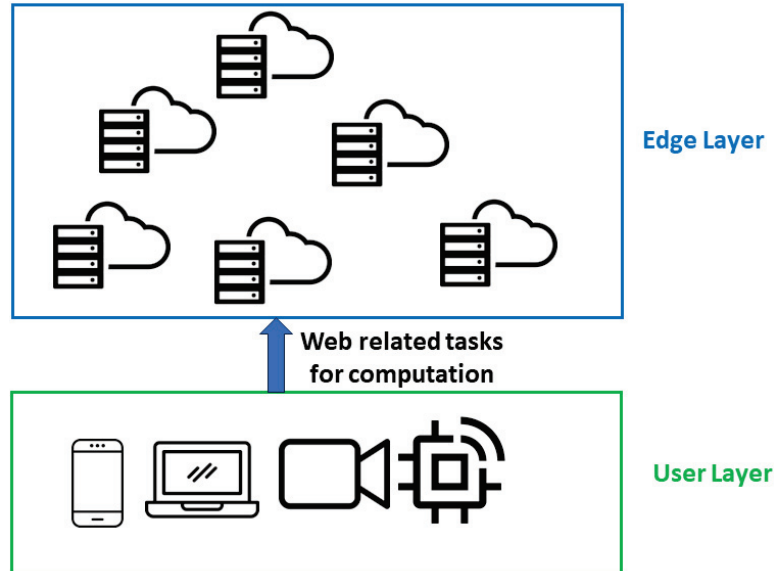 Edge Layer
Web related tasks
for computation
User Layer